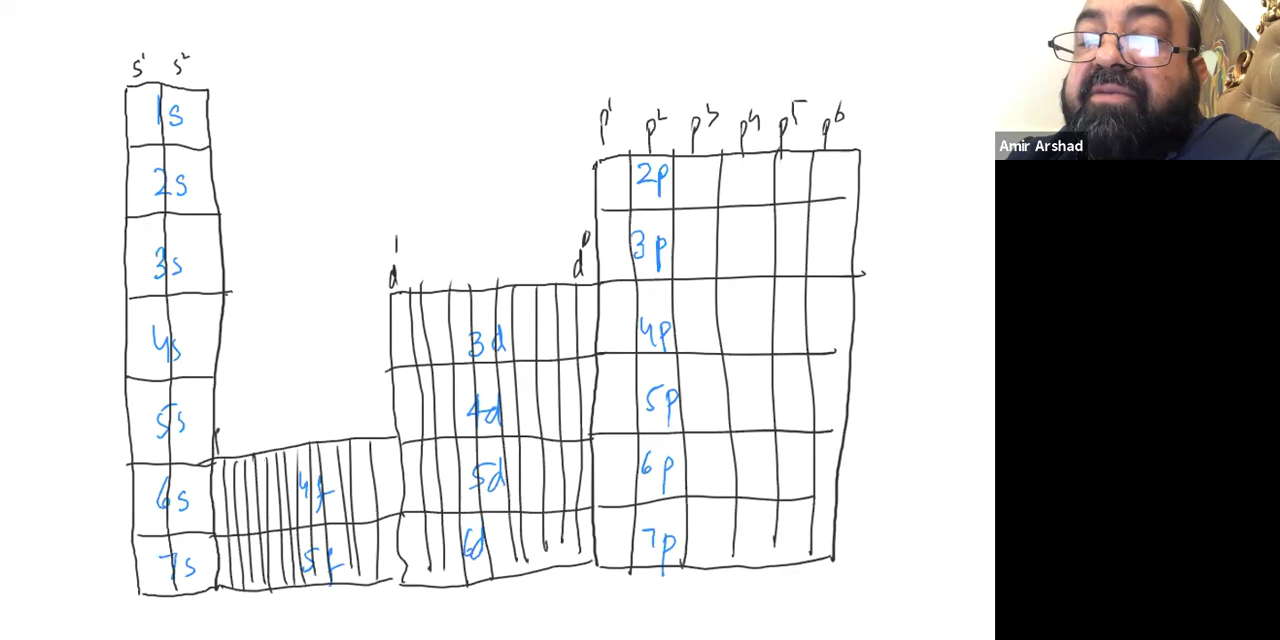 s¹ s²
1s
2s
3s
4s
5s
6s
7s
4f
5f
d¹ d¹⁰
3d
4d
5d
6d
p¹ p² p³ p⁴ p⁵ p⁶
2p
3p
4p
5p
6p
7p
Amir Arshad